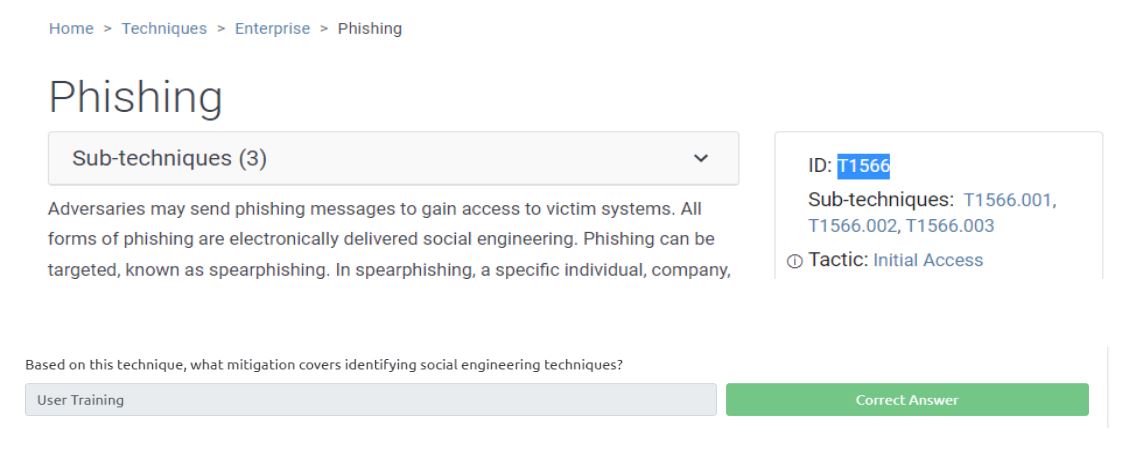 Home > Techniques > Enterprise > Phishing
Phishing
Sub-techniques (3)
Adversaries may send phishing messages to gain access to victim systems. All
forms of phishing are electronically delivered social engineering. Phishing can be
targeted, known as spearphishing. In spearphishing, a specific individual, company,
ID: T1566
Sub-techniques: T1566.001,
T1566.002, T1566.003
Tactic: Initial Access
Based on this technique, what mitigation covers identifying social engineering techniques?
User Training
Correct Answer